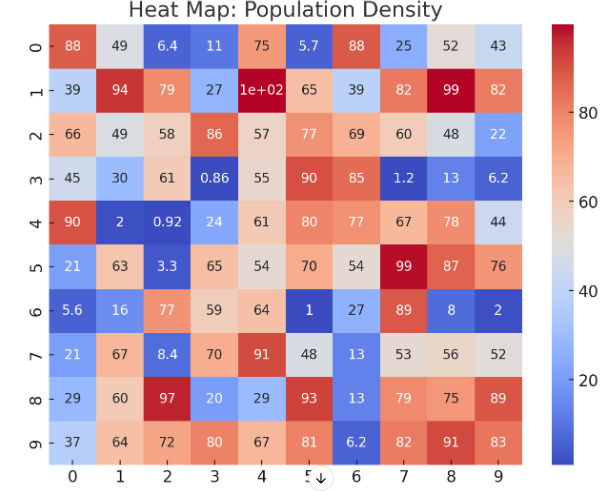 Heat Map: Population Density
0 88 49 6.4 11 75 5.7 88 25 52 43
1 39 94 79 27 1e+02 65 39 82 99 82
80
2 66 49 58 86 57 77 69 60 48 22
3 45 30 61 0.86 55 90 85 1.2 13 6.2
60
4 90 2 0.92 24 61 80 77 67 78 44
5 21 63 3.3 65 54 70 54 99 87 76
40
6 5.6 16 77 59 64 1 27 89 8 2
7 21 67 8.4 70 91 48 13 53 56 52
20
8 29 60 97 20 29 93 13 79 75 89
9 37 64 72 80 67 81 6.2 82 91 83
0 1 2 3 4 5 6 7 8 9